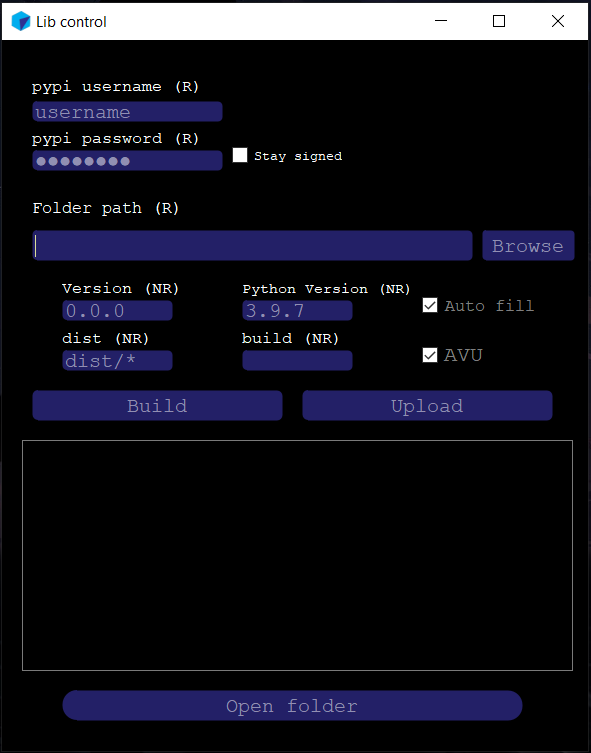 Lib control
pypi username (R)
username
pypi password (R)
●●●●●●●●
Stay signed
Folder path (R)
Browse
Version (NR)
Python Version (NR)
0.0.0
3.9.7
Auto fill
dist (NR)
build (NR)
dist/*
AVU
Build
Upload
Open folder